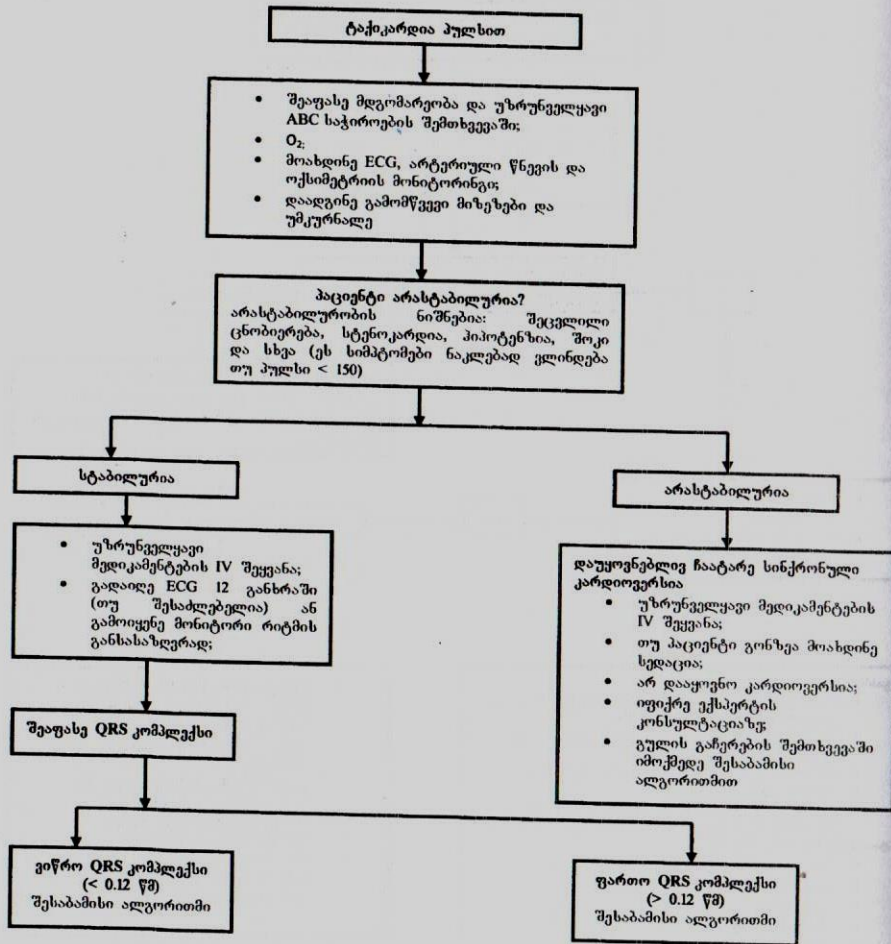 ტაქიკარდია პულსით
• შეაფასე მდგომარეობა და უზრუნველყავი
ABC საჭიროების შემთხვევაში;
• O₂;
• მოახდინე ECG, არტერიული წნევის და
ოქსიმეტრიის მონიტორინგი;
• დაადგინე გამომწვევი მიზეზები და
უმკურნალე
პაციენტი არასტაბილურია?
არასტაბილურობის ნიშნებია: შეცვლილი
ცნობიერება, სტენოკარდია, ჰიპოტენზია, შოკი
და სხვა (ეს სიმპტომები ნაკლებად ვლინდება
თუ პულსი < 150)
სტაბილურია
• უზრუნველყავი
მედიკამენტების IV შეყვანა;
• გადაიღე ECG 12 განხრაში
(თუ შესაძლებელია) ან
გამოიყენე მონიტორი რიტმის
განსასაზღერად;
შეაფასე QRS კომპლექსი
არასტაბილურია
დაუყოვნებლივ ჩაატარე სინქრონული
კარდიოვერსია
• უზრუნველყავი მედიკამენტების
IV შეყვანა;
• თუ პაციენტი გონზეა მოახდინე
სედაცია;
• არ დააყოვნო კარდიოვერსია;
• იფიქრე ექსპერტის
კონსულტაციაზე;
• გულის გაჩერების შემთხვევაში
იმოქმედე შესაბამისი
ალგორითმით
ვიწრო QRS კომპლექსი
(< 0.12 წმ)
შესაბამისი ალგორითმი
ფართო QRS კომპლექსი
(> 0.12 წმ)
შესაბამისი ალგორითმი